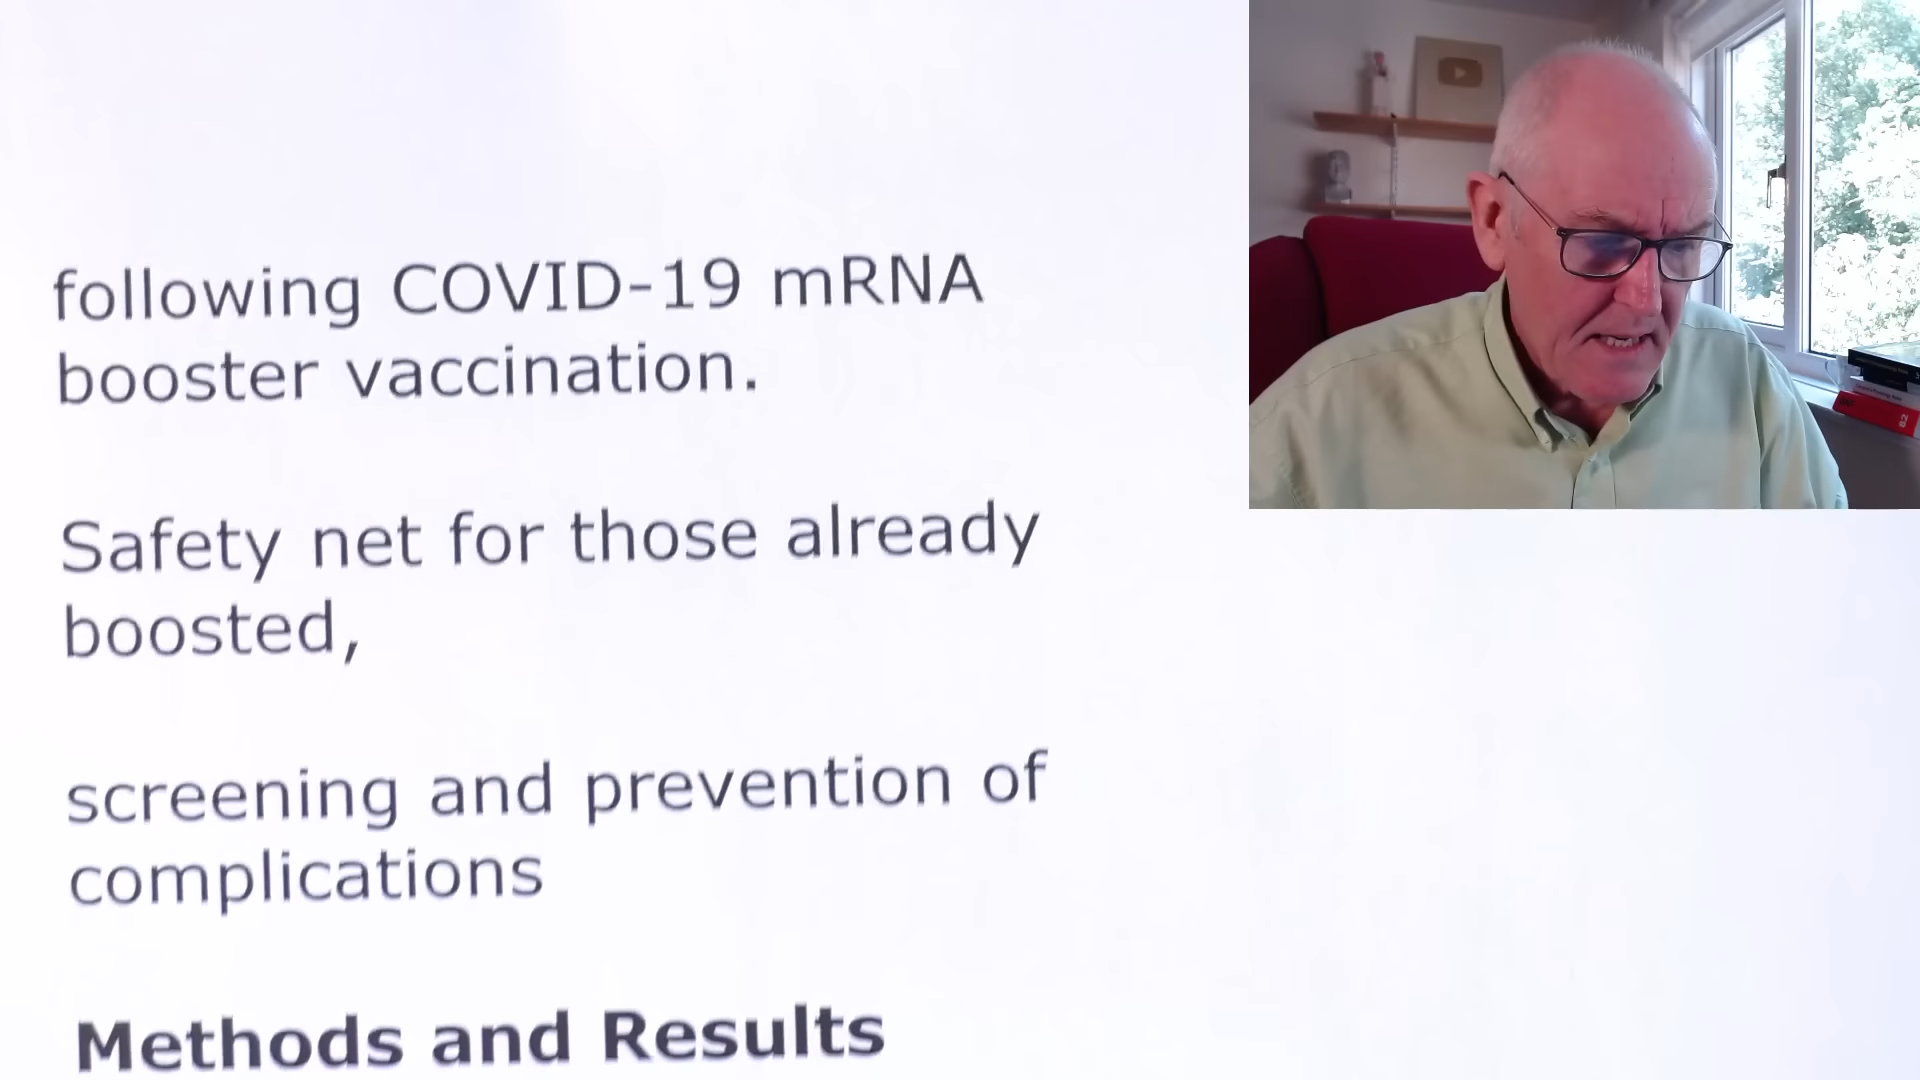 following COVID-19 mRNA
booster vaccination.
Safety net for those already
boosted,
screening and prevention of
complications
Methods and Results